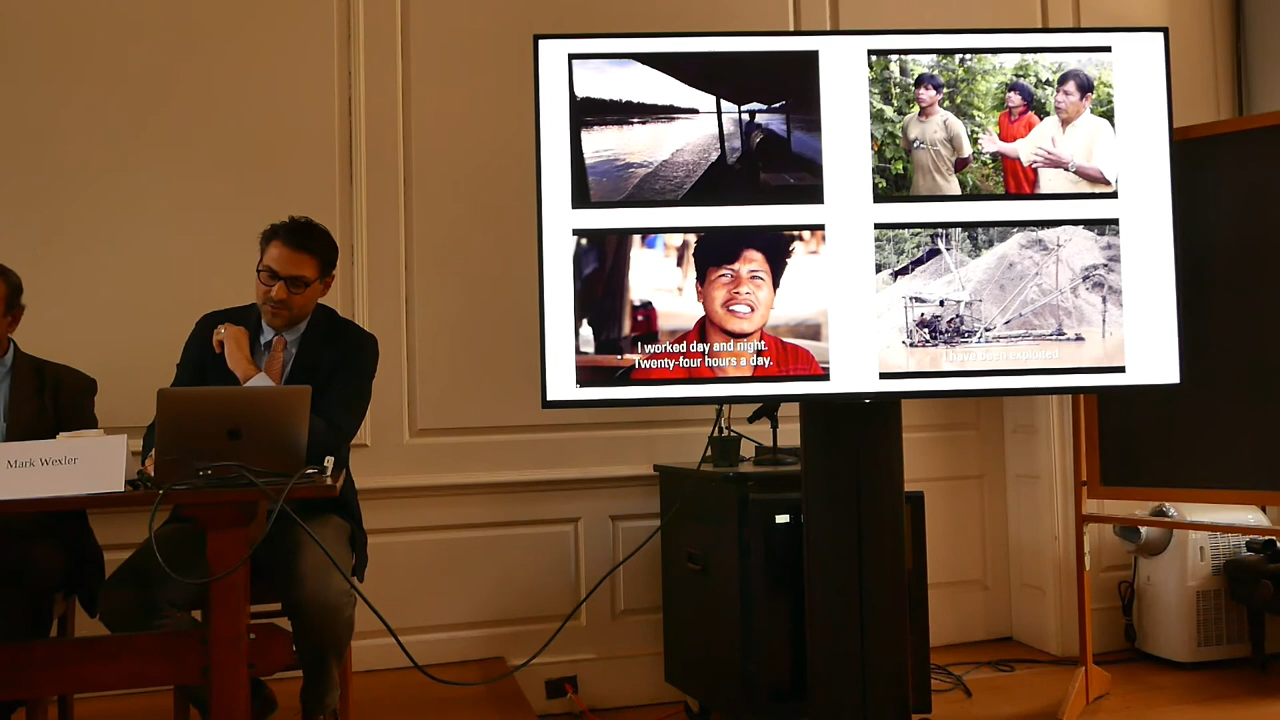 Mark Wexler
I worked day and night.
Twenty-four hours a day.
I have been exploited